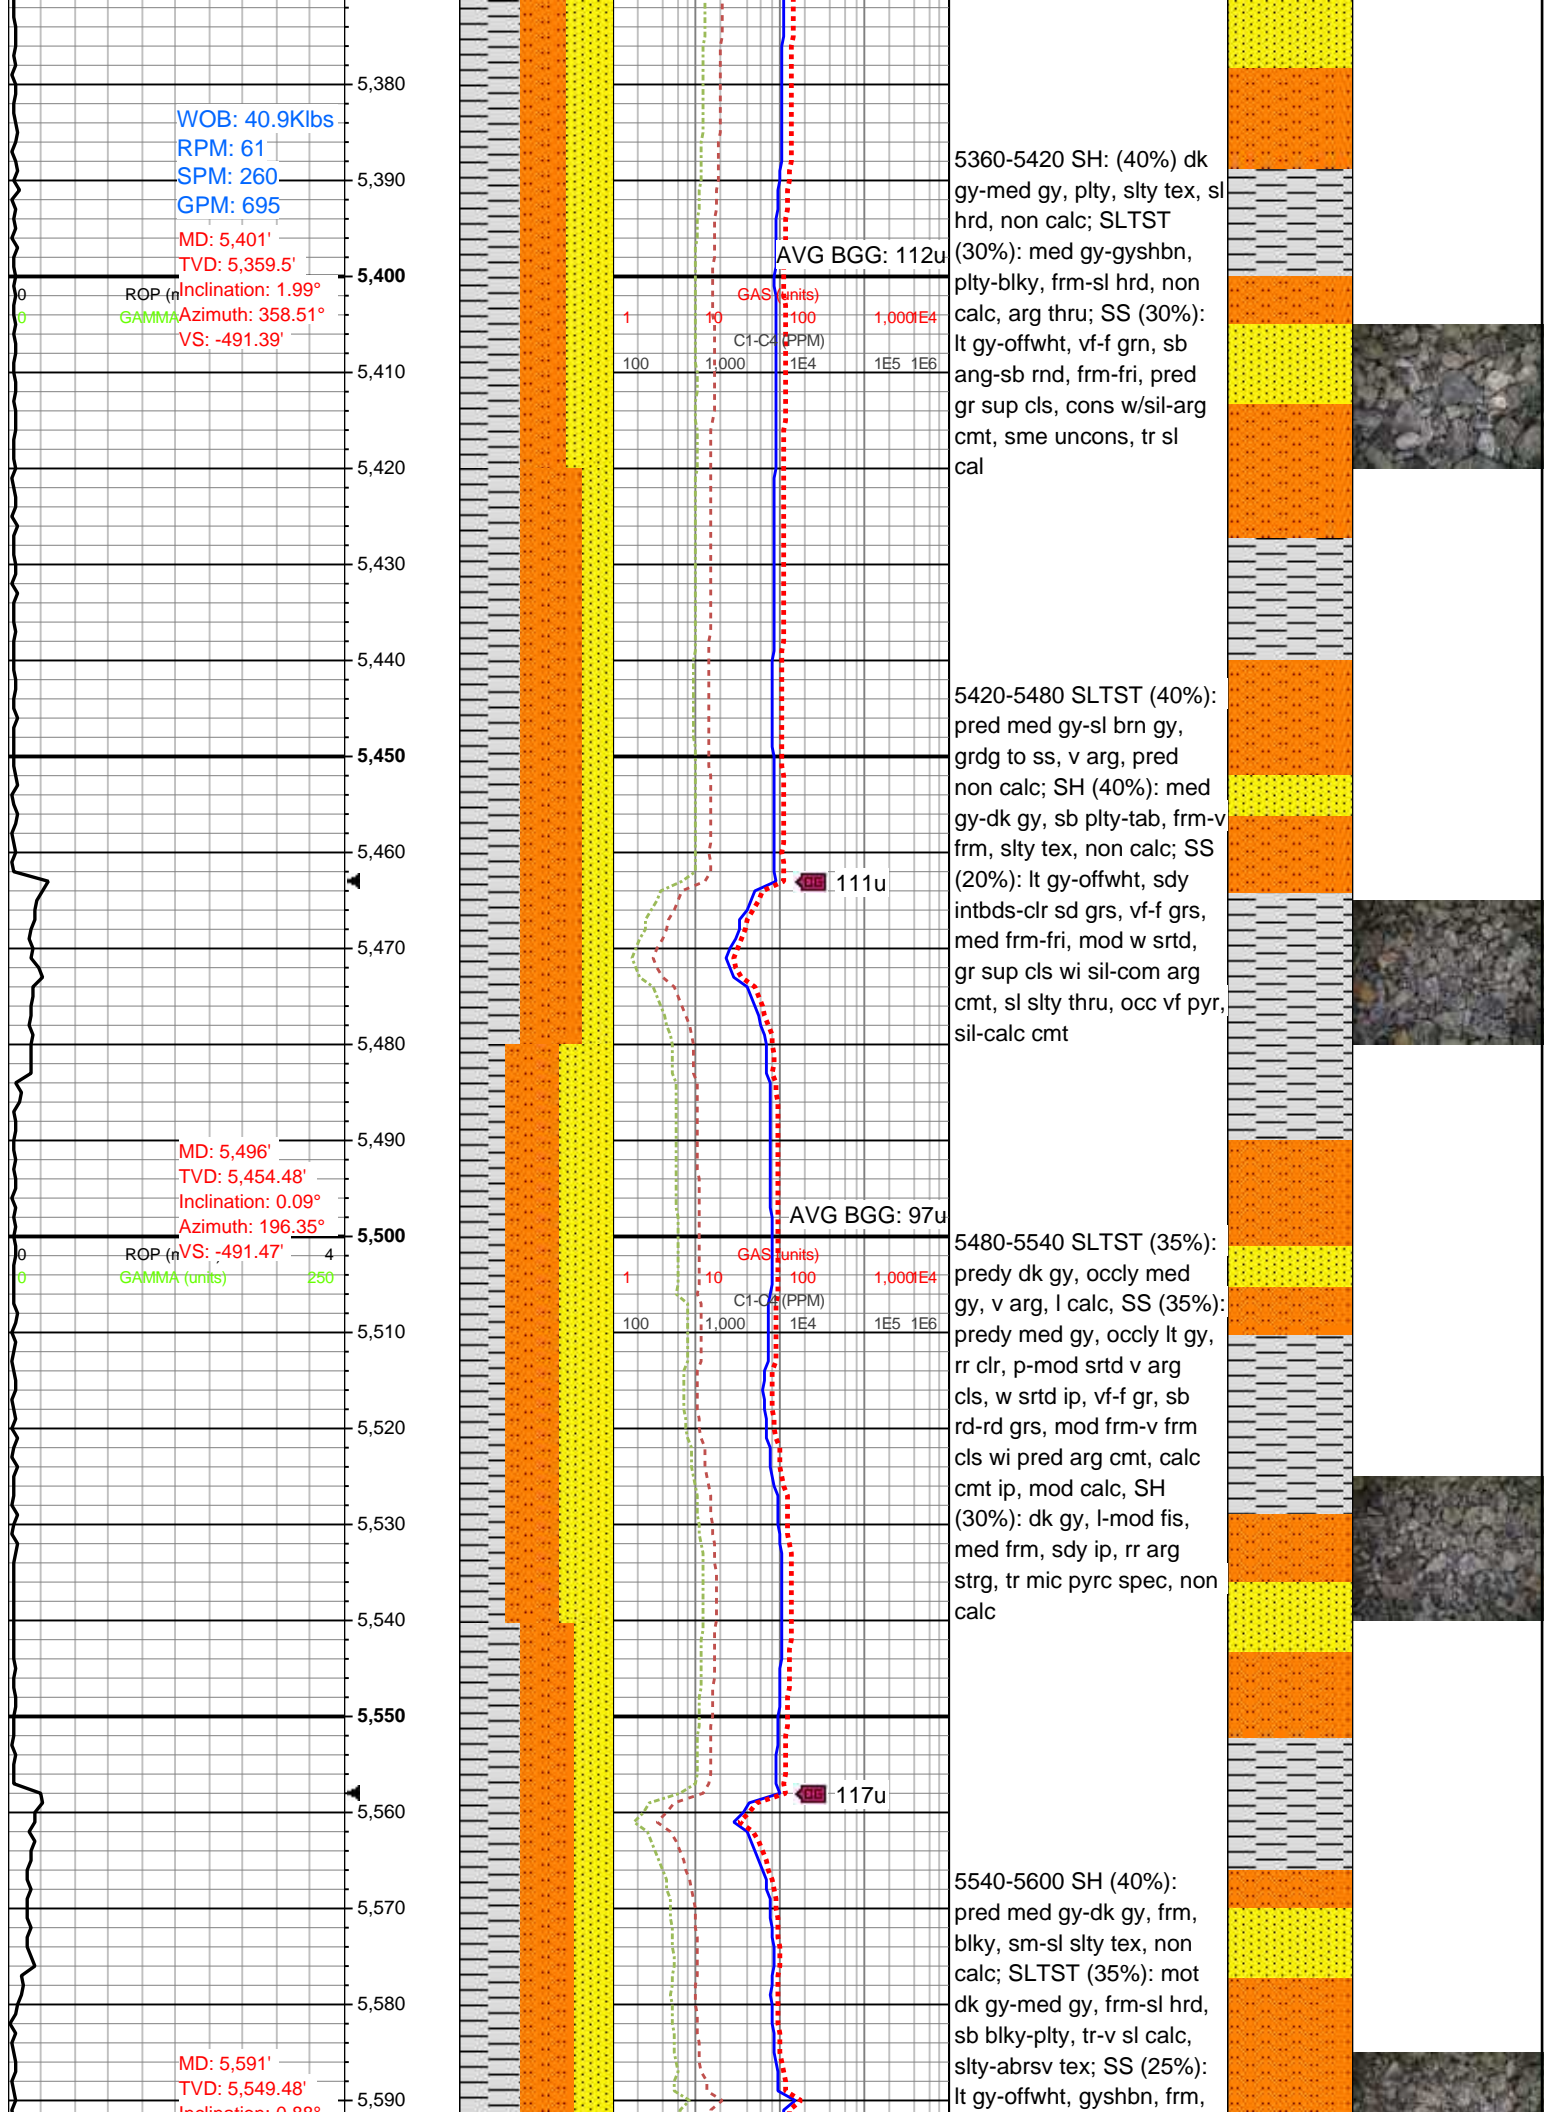 5,380
WOB: 40.9Klbs
RPM: 61
SPM: 260
GPM: 695
5,390
MD: 5,401'
TVD: 5,359.5'
Inclination: 1.99°
Azimuth: 358.51°
VS: -491.39'
5,400
0 ROP
0 GAMMA
AVG BGG: 112u
GAS (units)
1 10 100 1,000 1E4
C1-C4 (PPM)
100 1,000 1E4 1E5 1E6
5360-5420 SH: (40%) dk
gy-med gy, plty, slty tex, sl
hrd, non calc; SLTST
(30%): med gy-gyshbn,
plty-blky, frm-sl hrd, non
calc, arg thru; SS (30%):
lt gy-offwht, vf-f grn, sb
ang-sb rnd, frm-fri, pred
gr sup cls, cons w/sil-arg
cmt, sme uncons, tr sl
cal
5,410
5,420
5,430
5,440
5,450
5,460
111u
5,470
5,480
5420-5480 SLTST (40%):
pred med gy-sl brn gy,
grdg to ss, v arg, pred
non calc; SH (40%): med
gy-dk gy, sb plty-tab, frm-v
frm, slty tex, non calc; SS
(20%): lt gy-offwht, sdy
intbds-clr sd grs, vf-f grs,
med frm-fri, mod w srtd,
gr sup cls wi sil-com arg
cmt, sl slty thru, occ vf pyr,
sil-calc cmt
5,490
MD: 5,496'
TVD: 5,454.48'
Inclination: 0.09°
Azimuth: 196.35°
VS: -491.47'
5,500
0 ROP 4
0 GAMMA (units) 250
AVG BGG: 97u
GAS (units)
1 10 100 1,000 1E4
C1-C4 (PPM)
100 1,000 1E4 1E5 1E6
5480-5540 SLTST (35%):
predy dk gy, occly med
gy, v arg, l calc, SS (35%):
predy med gy, occly lt gy,
rr clr, p-mod srtd v arg
cls, w srtd ip, vf-f gr, sb
rd-rd grs, mod frm-v frm
cls wi pred arg cmt, calc
cmt ip, mod calc, SH
(30%): dk gy, l-mod fis,
med frm, sdy ip, rr arg
strg, tr mic pyrc spec, non
calc
5,510
5,520
5,530
5,540
5,550
117u
5,560
5,570
5,580
5540-5600 SH (40%):
pred med gy-dk gy, frm,
blky, sm-sl slty tex, non
calc; SLTST (35%): mot
dk gy-med gy, frm-sl hrd,
sb blky-plty, tr-v sl calc,
slty-abrsv tex; SS (25%):
lt gy-offwht, gyshbn, frm,
MD: 5,591'
TVD: 5,549.48'
Inclination: 0.88°
5,590